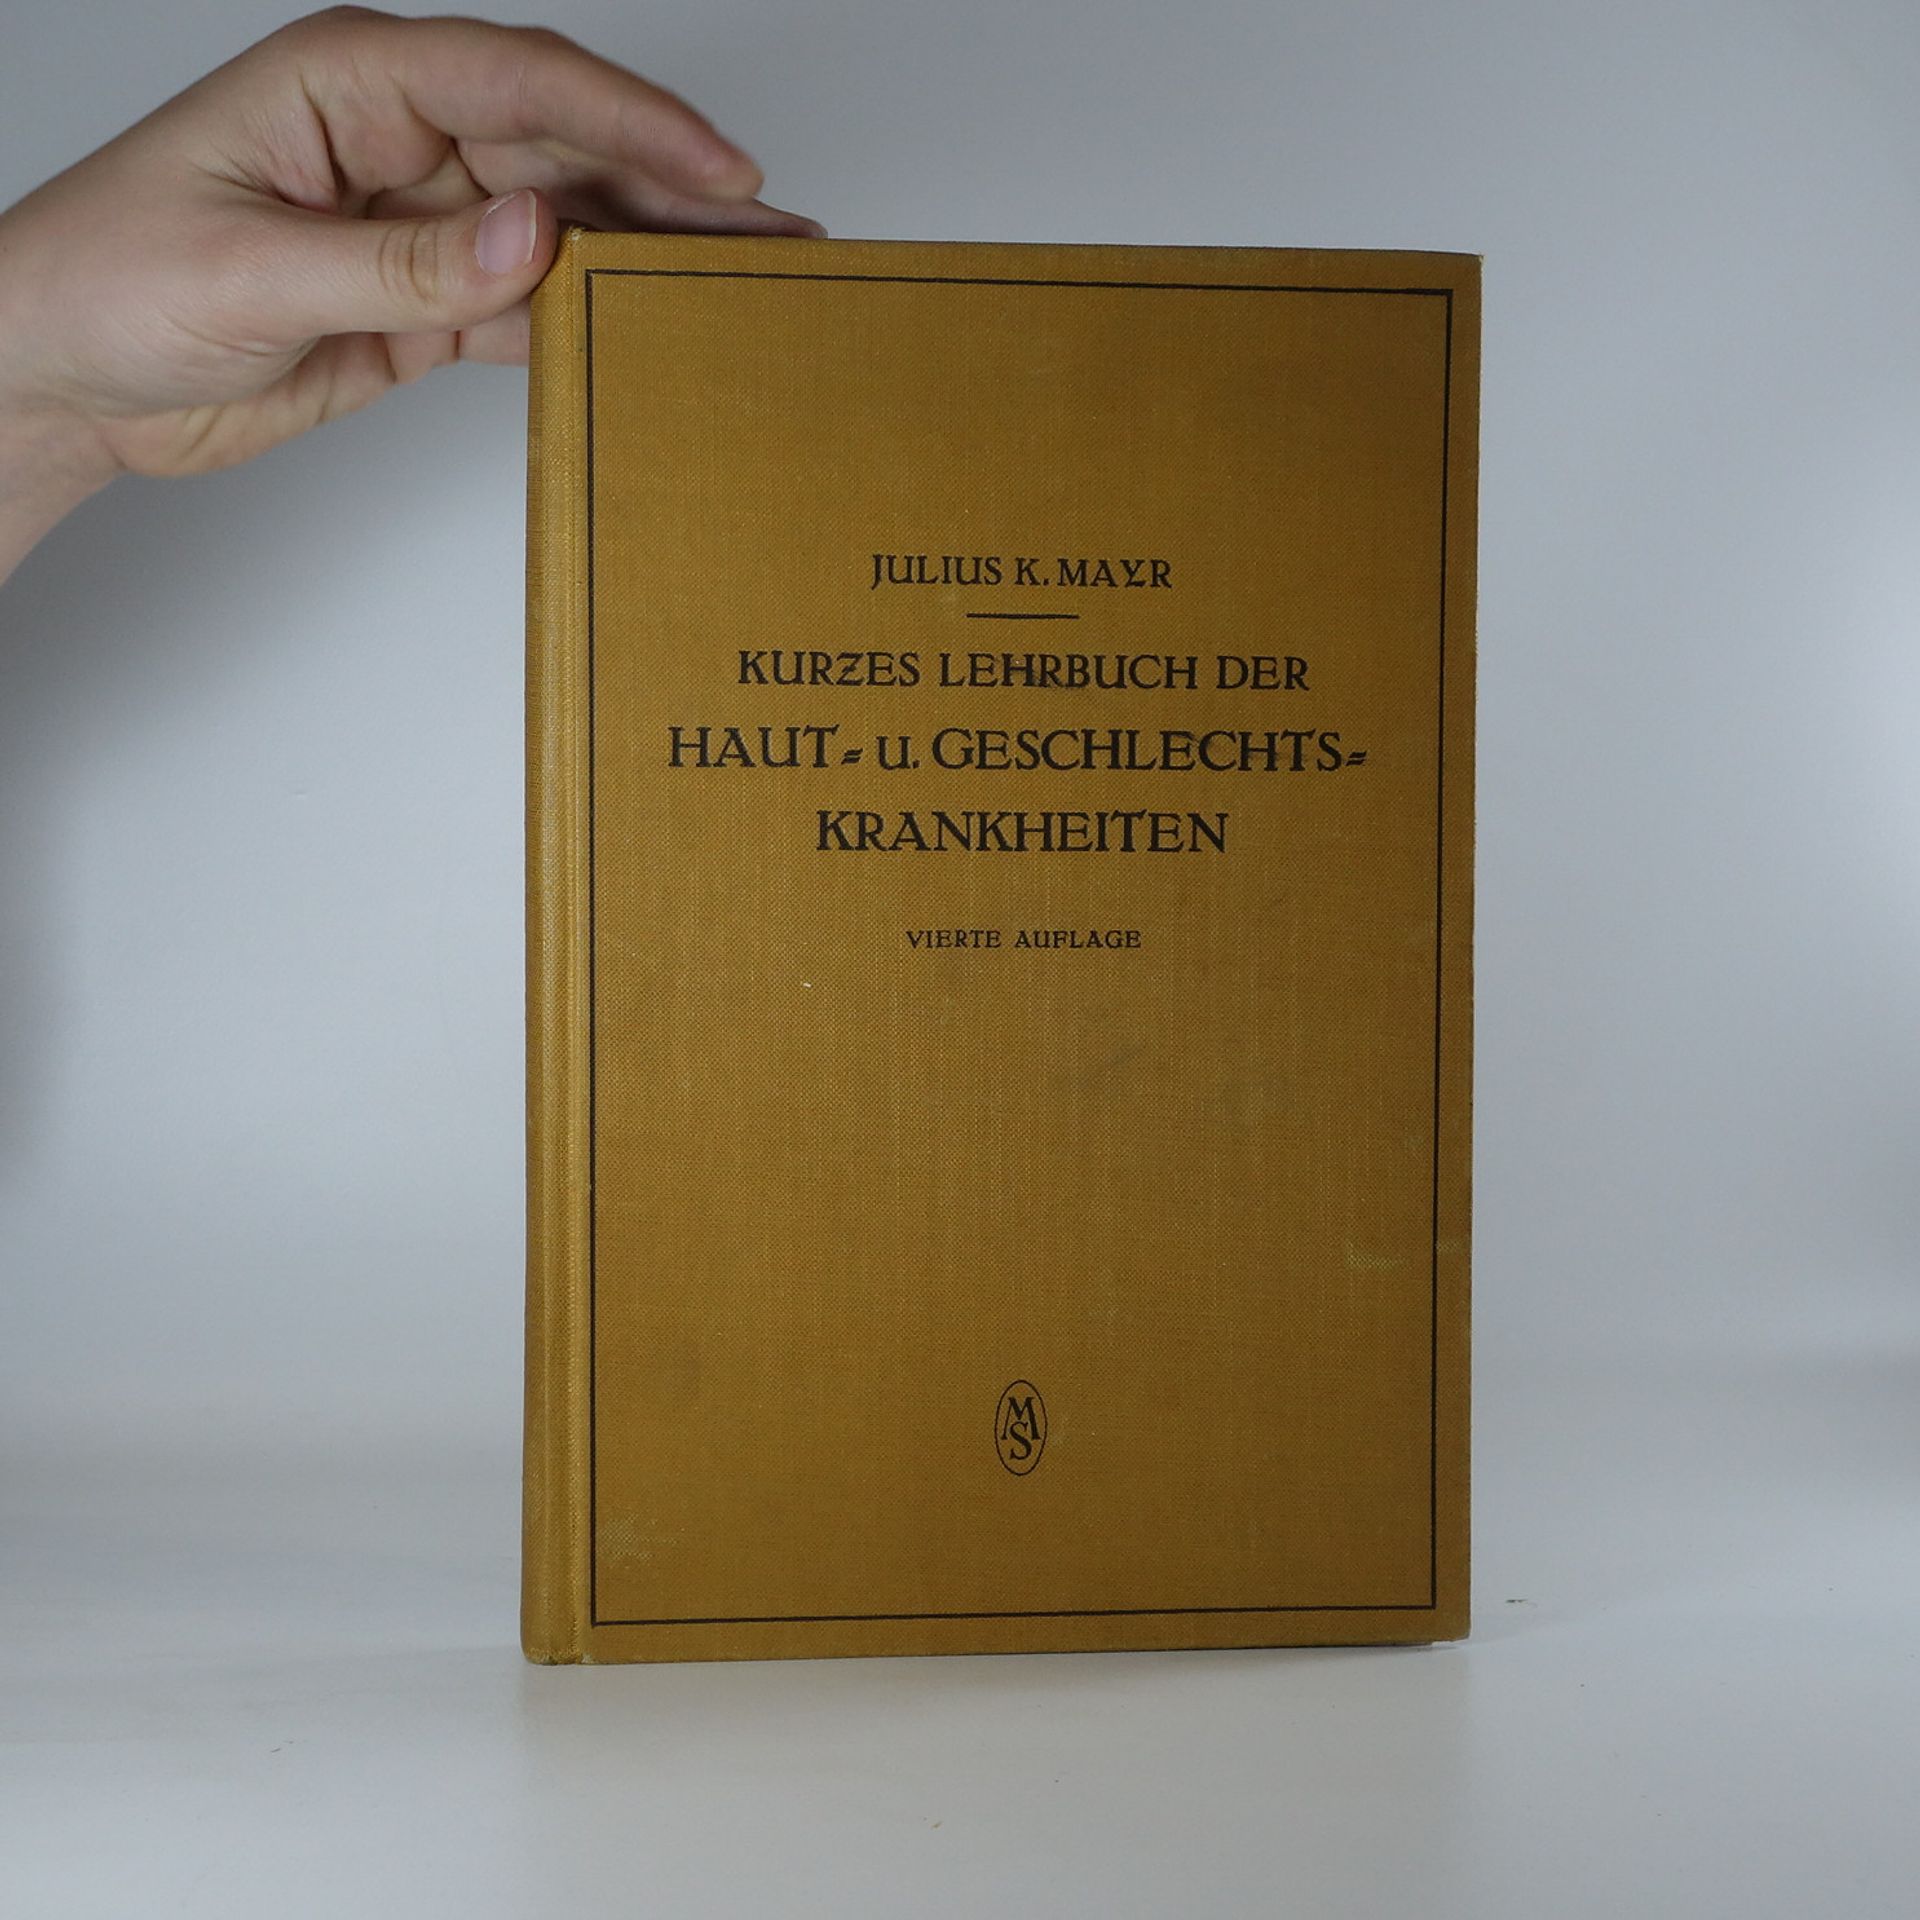 JULIUS K. MAYR
KURZES LEHRBUCH DER
HAUT- u. GESCHLECHTS-
KRANKHEITEN
VIERTE AUFLAGE
MS